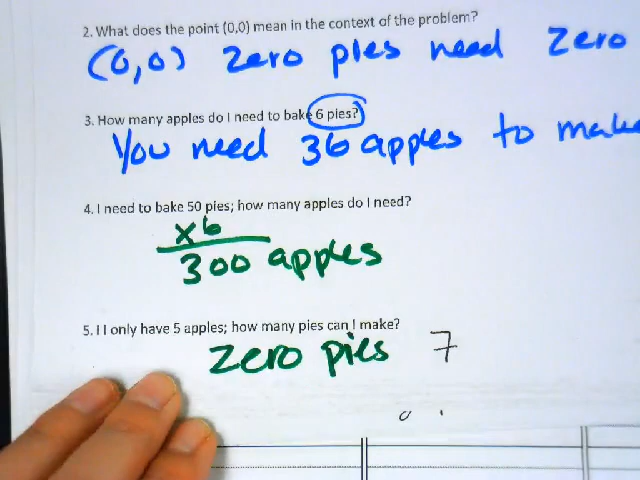 2. What does the point (0,0) mean in the context of the problem?
(0,0) Zero pies need zero
3. How many apples do I need to bake 6 pies?
You need 36 apples to make
4. I need to bake 50 pies; how many apples do I need?
x6
300 apples
5. I I only have 5 apples; how many pies can I make?
zero pies 7